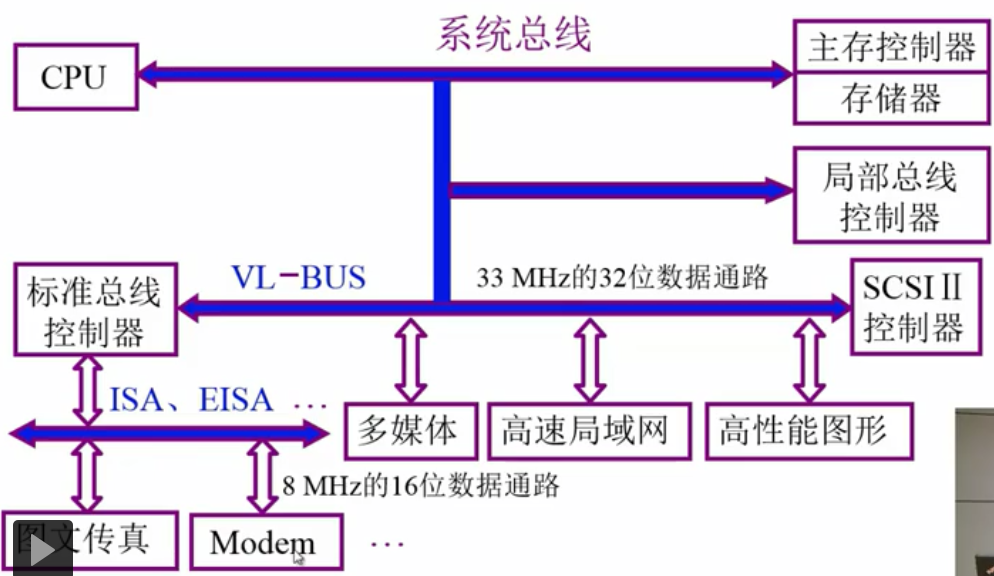 系统总线
CPU
主存控制器
存储器
局部总线
控制器
VL-BUS
33 MHz的32位数据通路
标准总线
控制器
SCSIⅡ
控制器
ISA、EISA …
多媒体
高速局域网
高性能图形
8 MHz的16位数据通路
图文传真
Modem
…